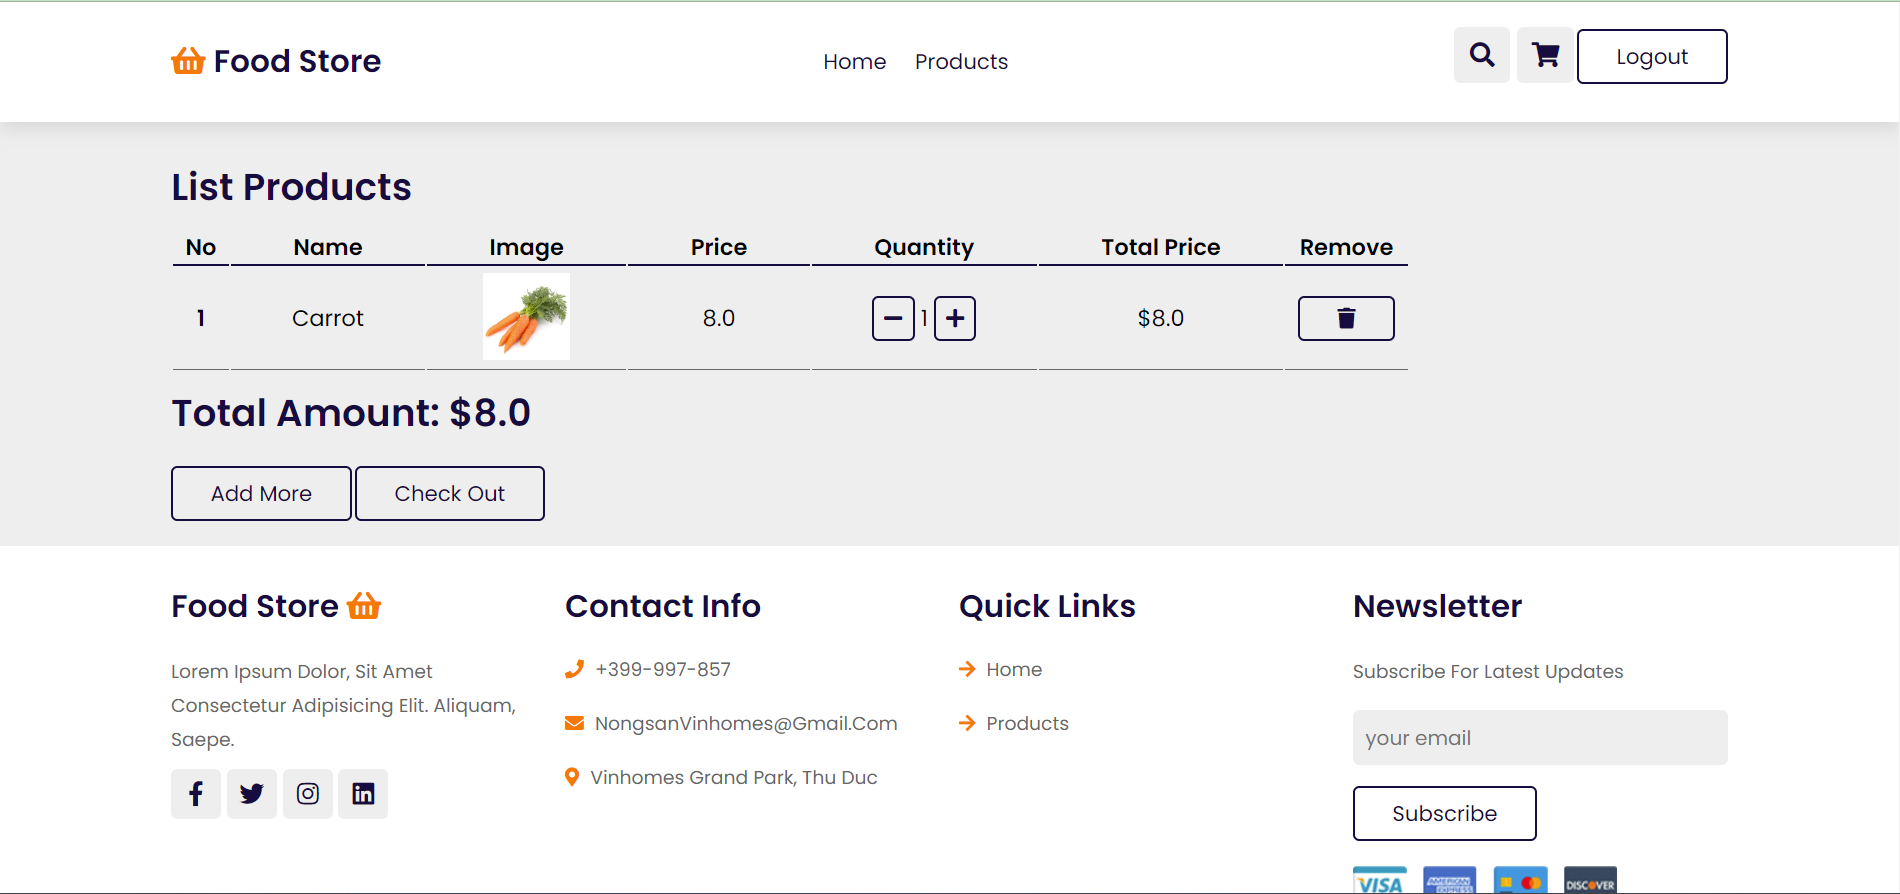 Food Store
Home Products
Logout
List Products
No Name Image Price Quantity Total Price Remove
1 Carrot 8.0 1 $8.0
Total Amount: $8.0
Add More Check Out
Food Store
Lorem Ipsum Dolor, Sit Amet
Consectetur Adipisicing Elit. Aliquam,
Saepe.
Contact Info
+399-997-857
NongsanVinhomes@Gmail.Com
Vinhomes Grand Park, Thu Duc
Quick Links
Home
Products
Newsletter
Subscribe For Latest Updates
your email
Subscribe
VISA AMERICAN EXPRESS DISCOVER